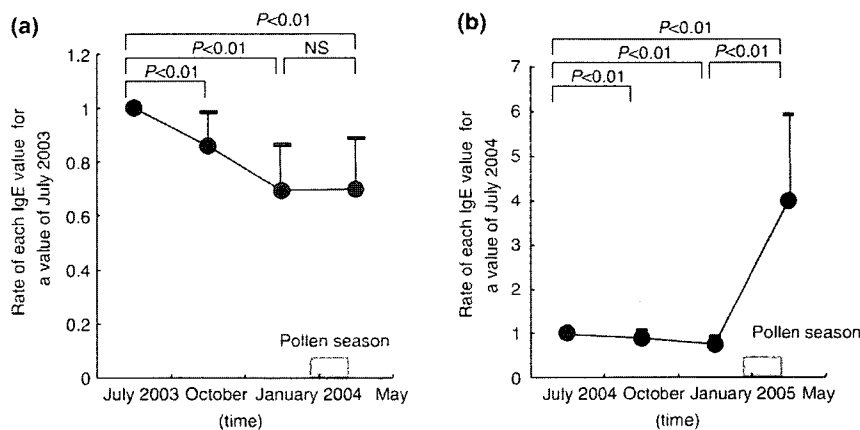 (a)
P<0.01
P<0.01
NS
P<0.01
1.2
1
0.8
0.6
0.4
0.2
0
Rate of each IgE value for
a value of July 2003
Pollen season
July 2003 October January 2004 May
(time)
(b)
P<0.01
P<0.01
P<0.01
P<0.01
7
6
5
4
3
2
1
0
Rate of each IgE value for
a value of July 2004
Pollen season
July 2004 October January 2005 May
(time)